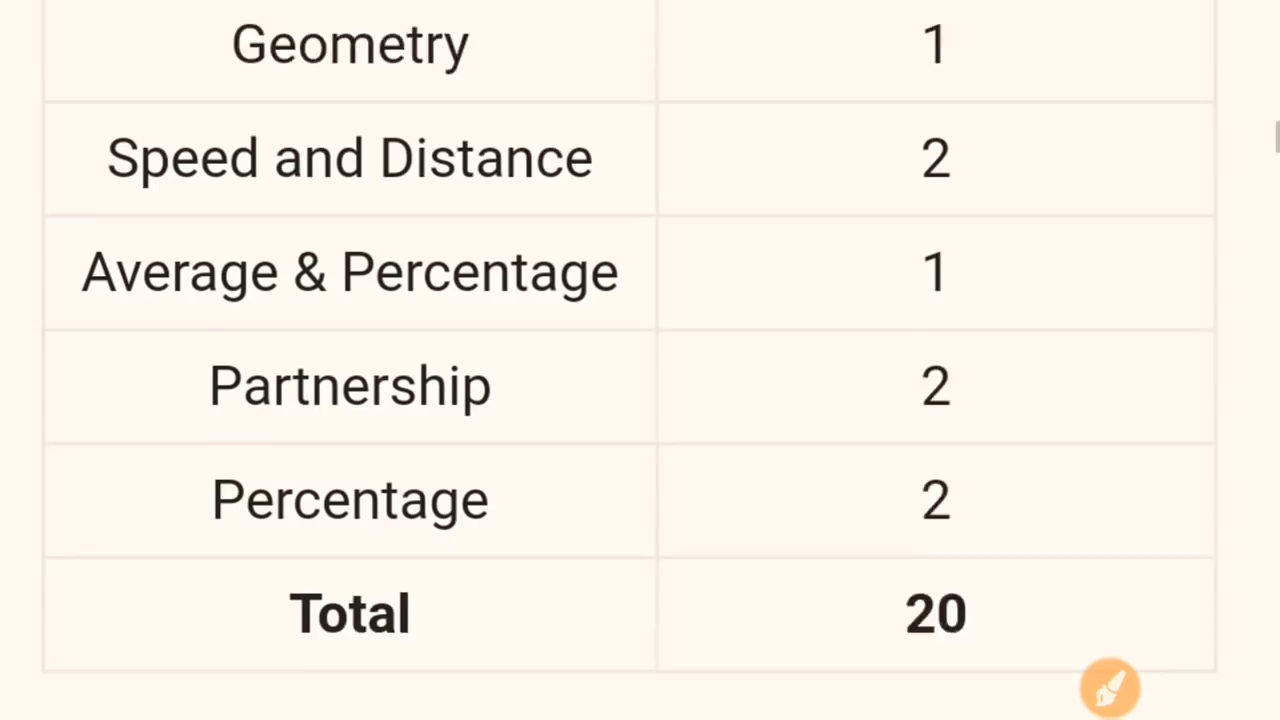 Geometry 1
Speed and Distance 2
Average & Percentage 1
Partnership 2
Percentage 2
Total 20